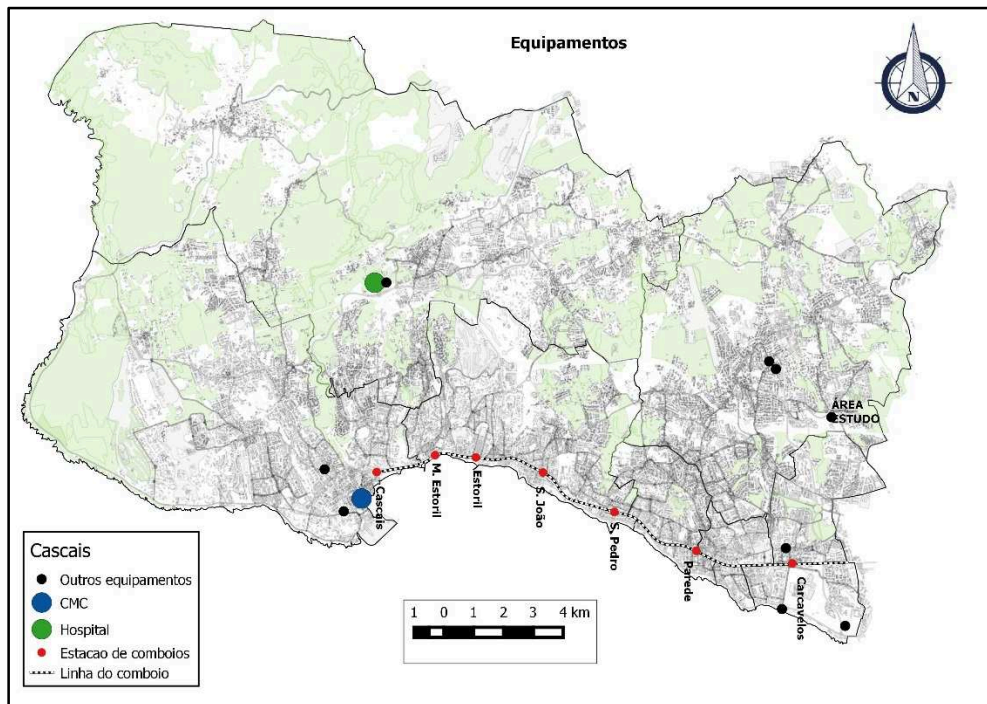 Equipamentos
N
ÁREA
ESTUDO
Cascais
M. Estoril
Estoril
S. João
S. Pedro
Parede
Carcavelos
Cascais
Outros equipamentos
CMC
Hospital
Estacao de comboios
Linha do comboio
1 0 1 2 3 4 km